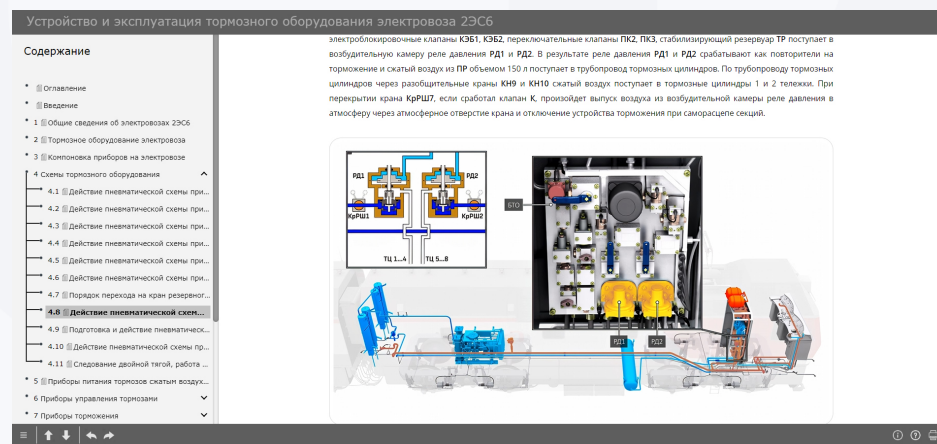 Устройство и эксплуатация тормозного оборудования электровоза 2ЭС6
Содержание
Оглавление
Введение
1 Общие сведения об электровозах 2ЭС6
2 Тормозное оборудование электровоза
3 Компоновка приборов на электровозе
4 Схемы тормозного оборудования
4.1 Действие пневматической схемы при...
4.2 Действие пневматической схемы при...
4.3 Действие пневматической схемы при...
4.4 Действие пневматической схемы при...
4.5 Действие пневматической схемы при...
4.6 Действие пневматической схемы при...
4.7 Порядок перехода на кран резервног...
4.8 Действие пневматической схем...
4.9 Подготовка и действие пневматическ...
4.10 Действие пневматической схемы пр...
4.11 Следование двойной тягой, работа ...
5 Приборы питания тормозов сжатым воздух...
6 Приборы управления тормозами
7 Приборы торможения
электроблокировочные клапаны КЭБ1, КЭБ2, переключательные клапаны ПК2, ПК3, стабилизирующий резервуар ТР поступает в
возбудительную камеру реле давления РД1 и РД2. В результате реле давления РД1 и РД2 срабатывают как повторители на
торможение и сжатый воздух из ПР объемом 150 л поступает в трубопровод тормозных цилиндров. По трубопроводу тормозных
цилиндров через разобщительные краны КН9 и КН10 сжатый воздух поступает в тормозные цилиндры 1 и 2 тележки. При
перекрытии крана КрРШ7, если сработал клапан К, произойдет выпуск воздуха из возбудительной камеры реле давления в
атмосферу через атмосферное отверстие крана и отключение устройства торможения при саморасцепе секций.
РД1
РД2
КрРШ1
КрРШ2
ТЦ 1...4
ТЦ 5...8
БТО
РД1
РД2